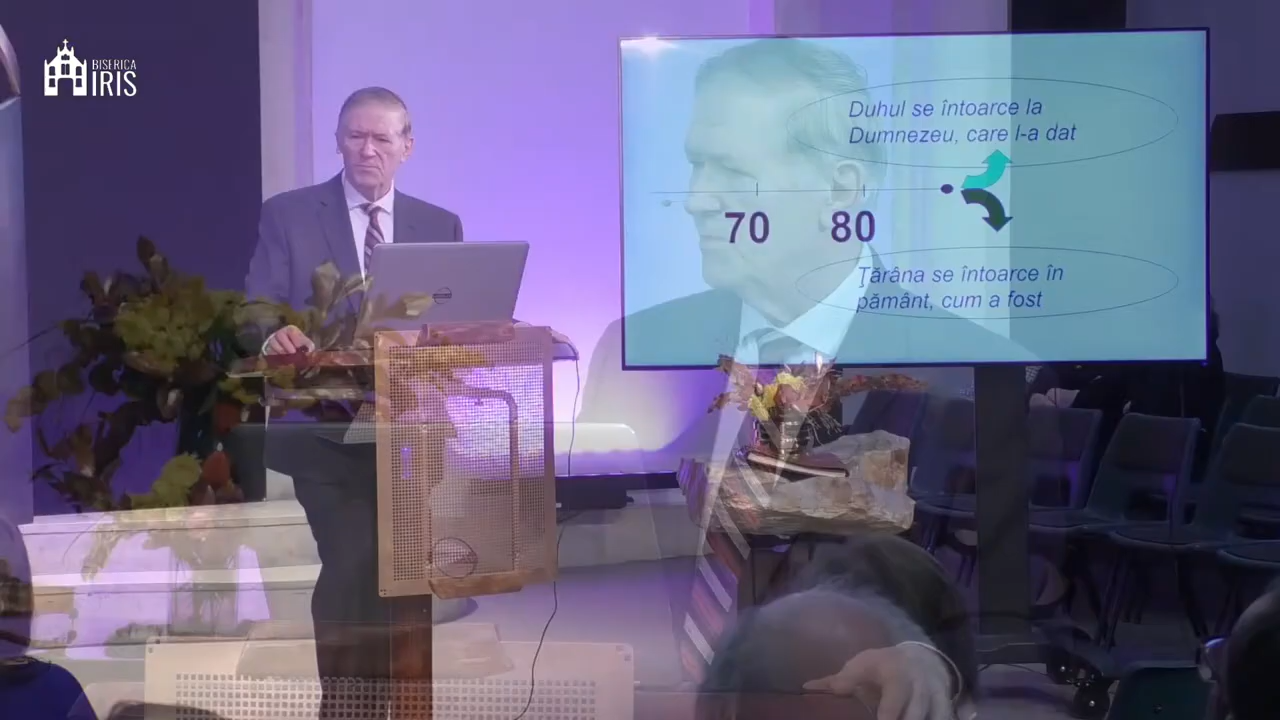 BISERICA
IRIS
Duhul se întoarce la
Dumnezeu, care l-a dat
70 80
Ţărâna se întoarce în
pământ, cum a fost